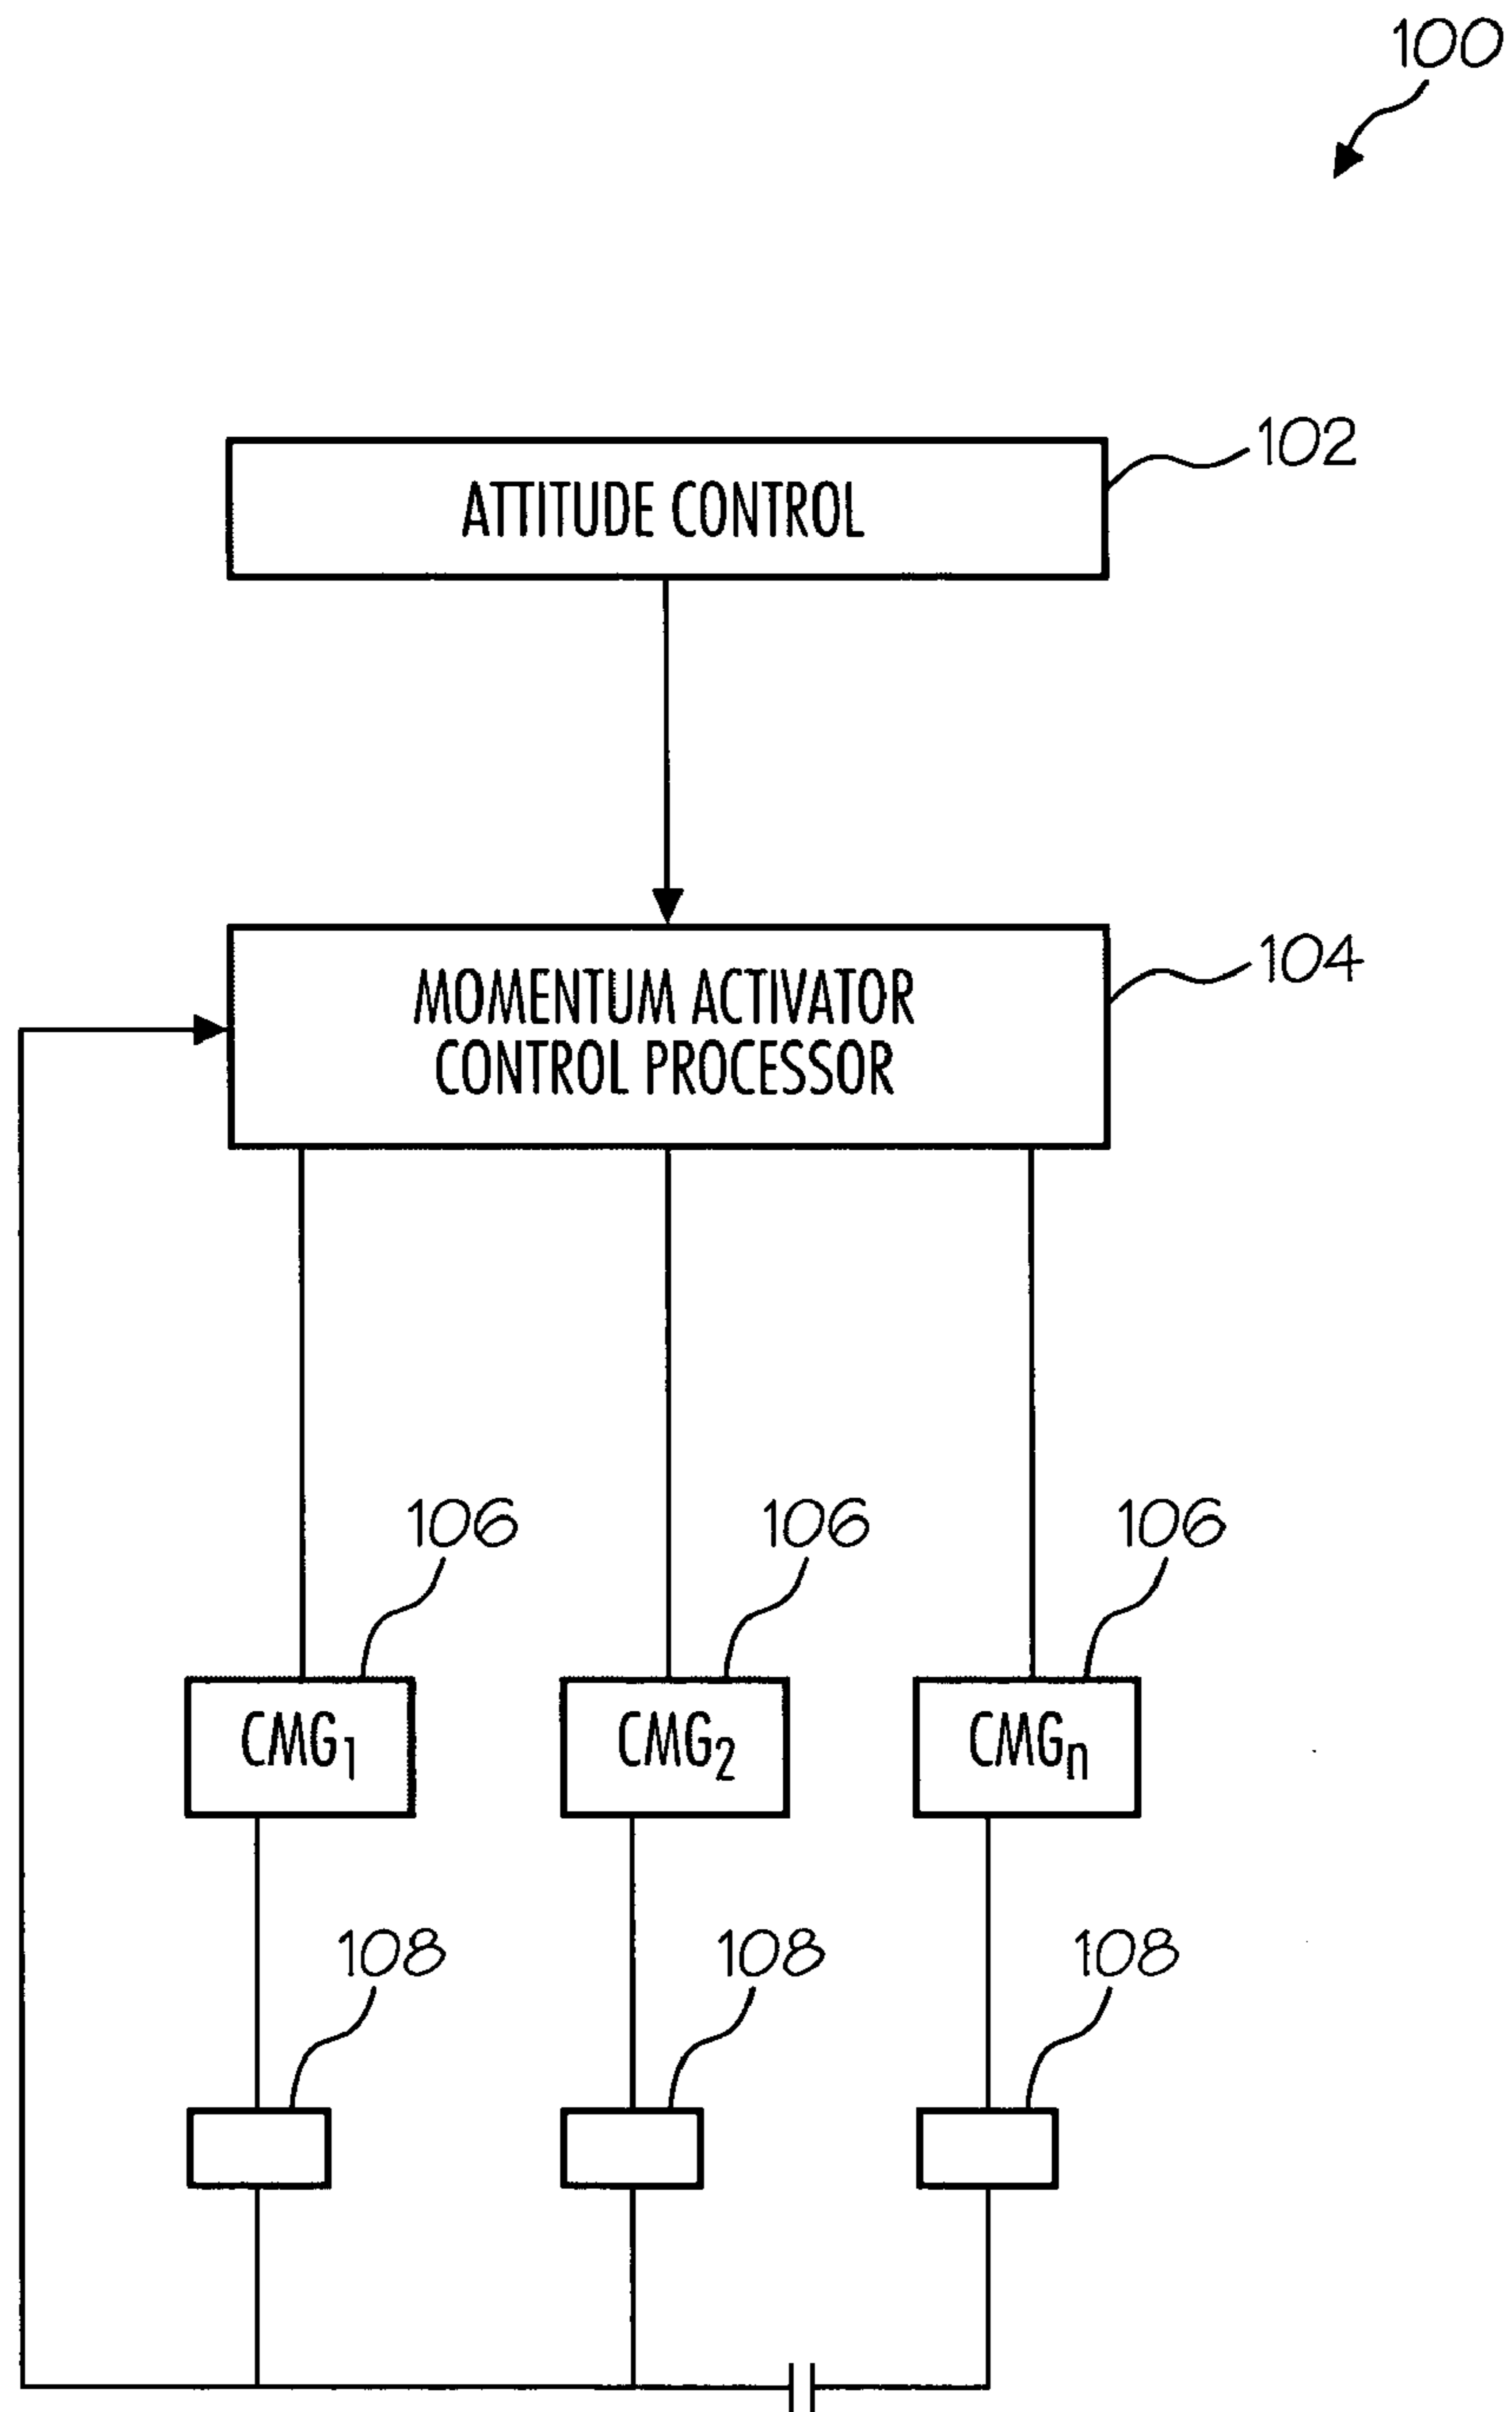 100
102
ATTITUDE CONTROL
104
MOMENTUM ACTIVATOR
CONTROL PROCESSOR
106 106 106
CMG1 CMG2 CMGn
108 108 108